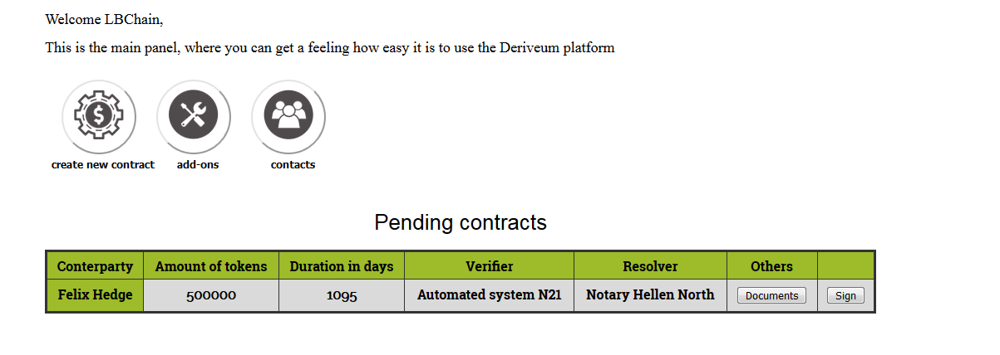 Welcome LBChain,
This is the main panel, where you can get a feeling how easy it is to use the Deriveum platform
$
create new contract add-ons contacts
Pending contracts
Conterparty Amount of tokens Duration in days Verifier Resolver Others
Felix Hedge 500000 1095 Automated system N21 Notary Hellen North Documents Sign